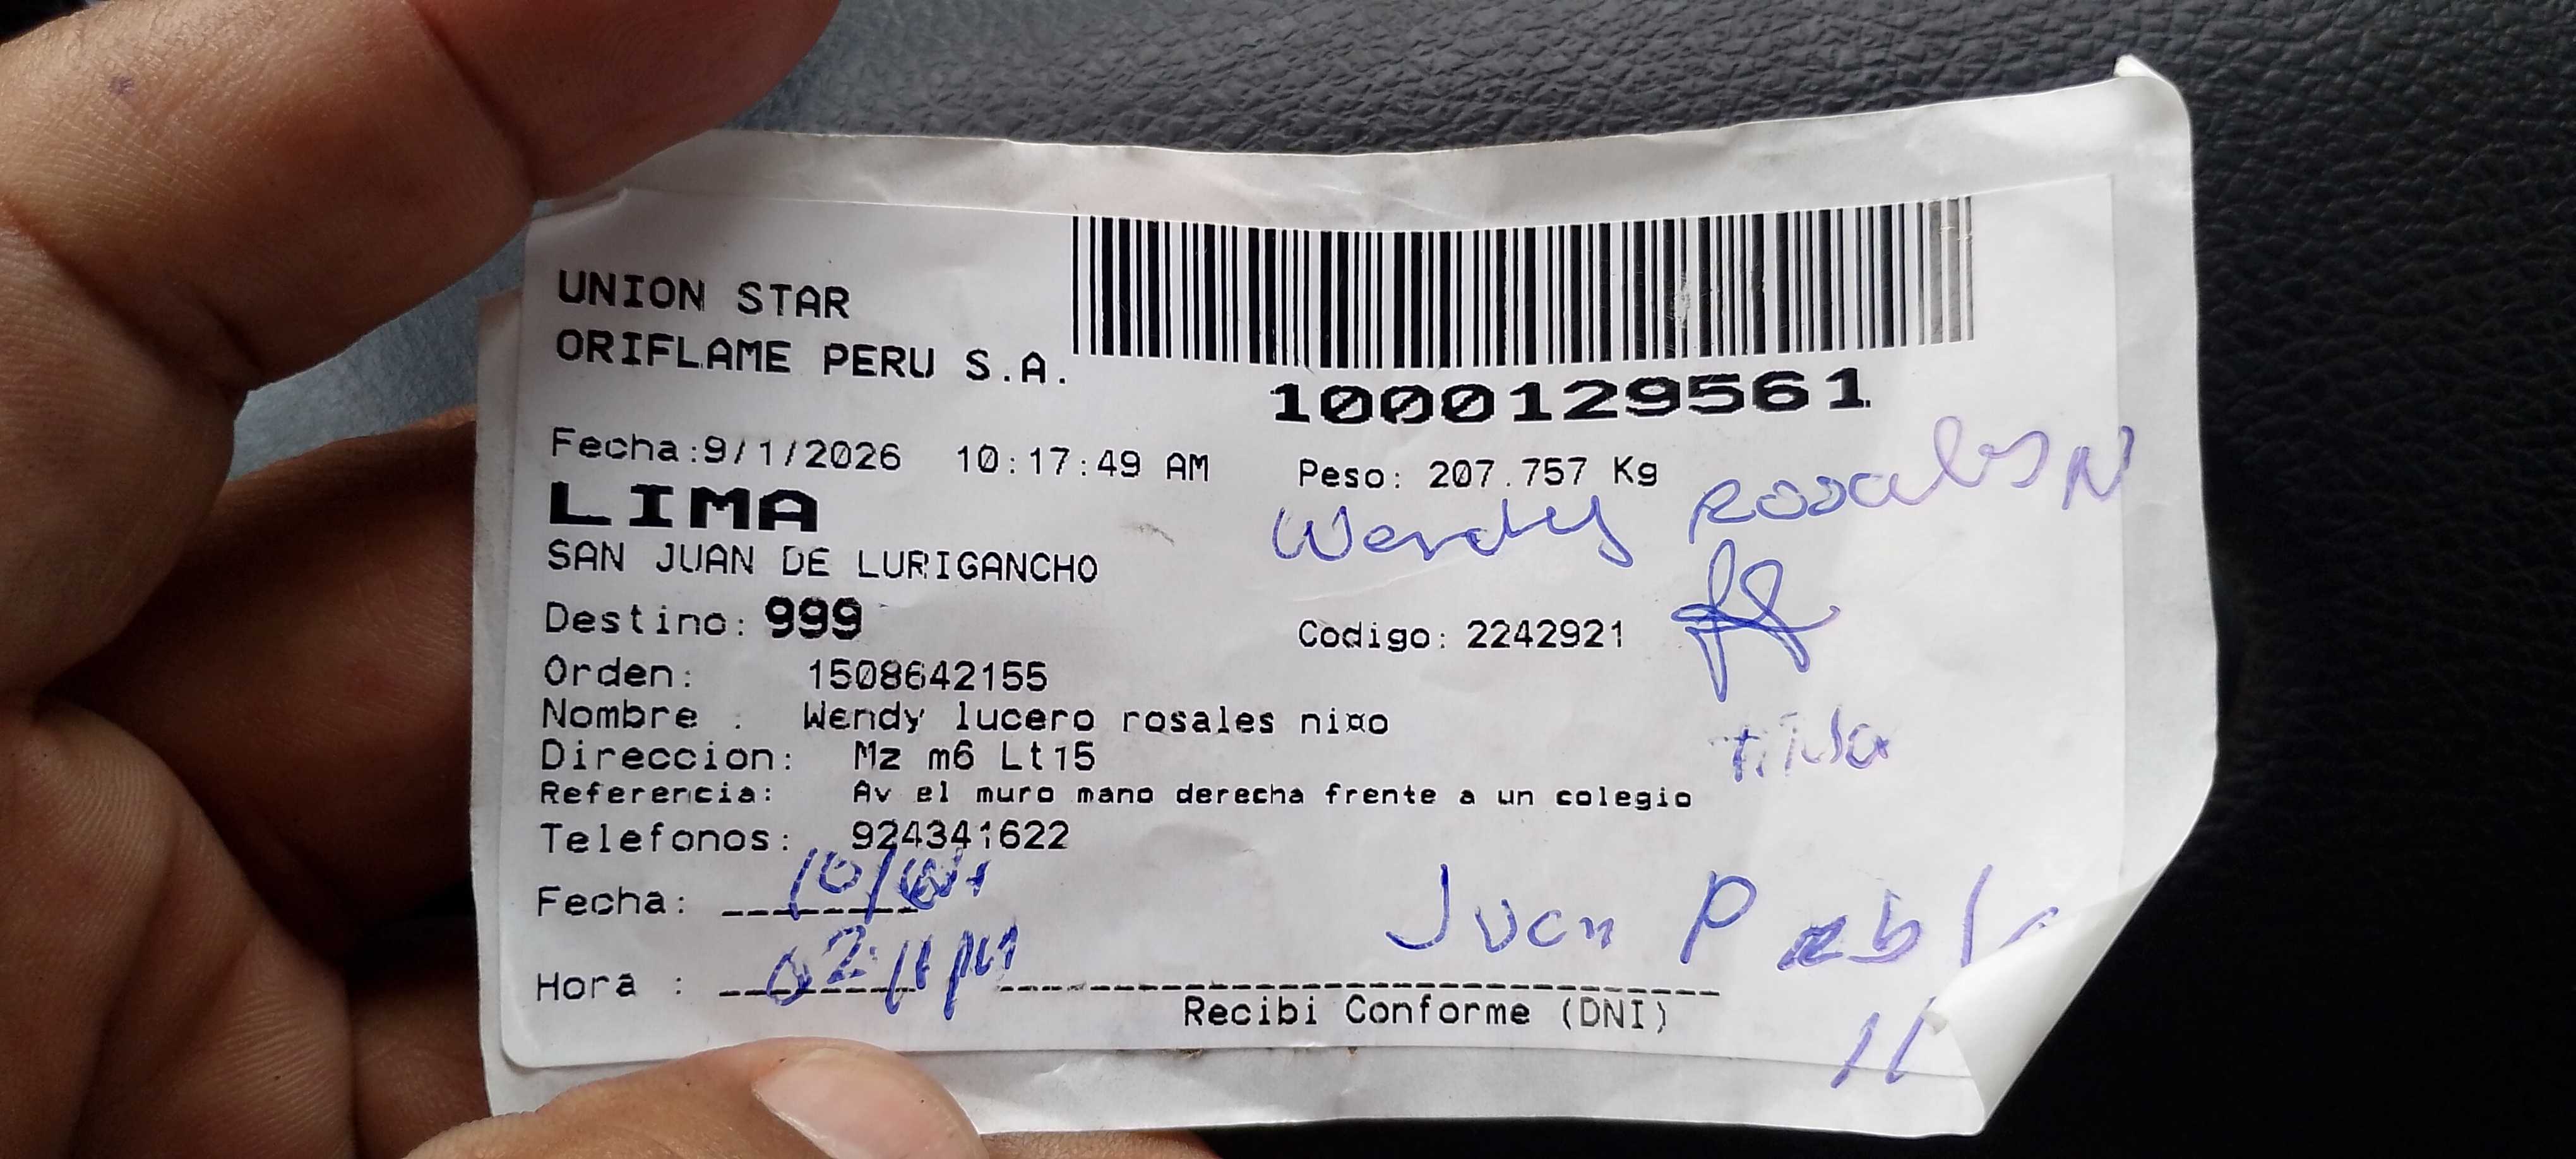 UNION STAR
ORIFLAME PERU S.A.
1000129561
Fecha:9/1/2026 10:17:49 AM Peso: 207.757 Kg
LIMA
Wendy Rosales N
SAN JUAN DE LURIGANCHO
Destino: 999 Codigo: 2242921
Orden: 1508642155
Nombre : Wendy lucero rosales ni¤o
Direccion: Mz m6 Lt15
Referencia: Av el muro mano derecha frente a un colegio
Telefonos: 924341622
Fecha:
Juan Pablo
Hora : 02:11 pm
Recibi Conforme (DNI)